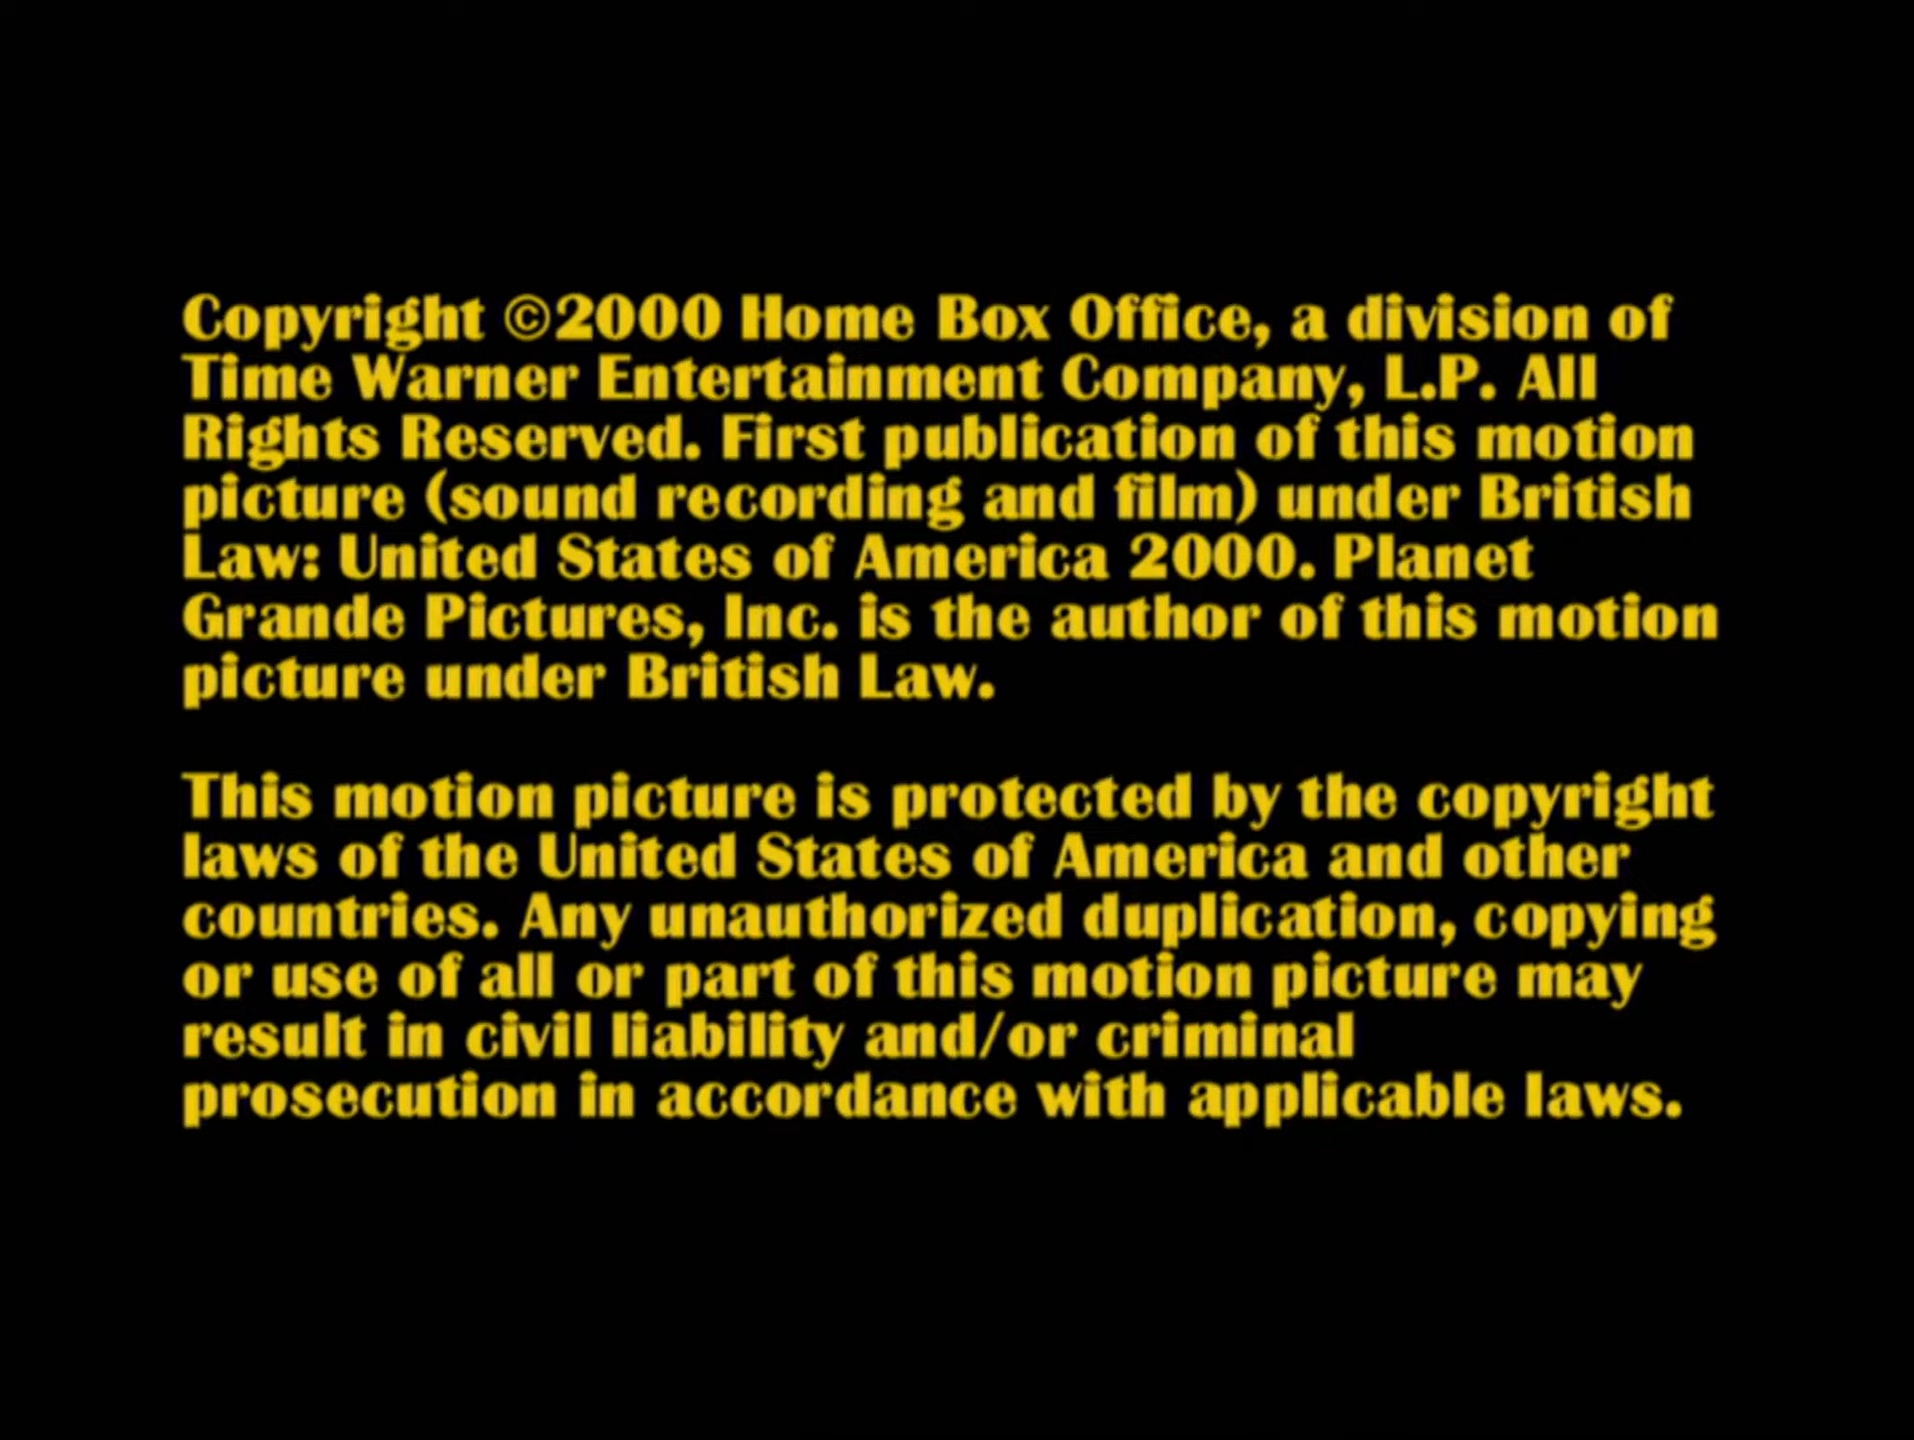 Copyright ©2000 Home Box Office, a division of
Time Warner Entertainment Company, L.P. All
Rights Reserved. First publication of this motion
picture (sound recording and film) under British
Law: United States of America 2000. Planet
Grande Pictures, Inc. is the author of this motion
picture under British Law.
This motion picture is protected by the copyright
laws of the United States of America and other
countries. Any unauthorized duplication, copying
or use of all or part of this motion picture may
result in civil liability and/or criminal
prosecution in accordance with applicable laws.